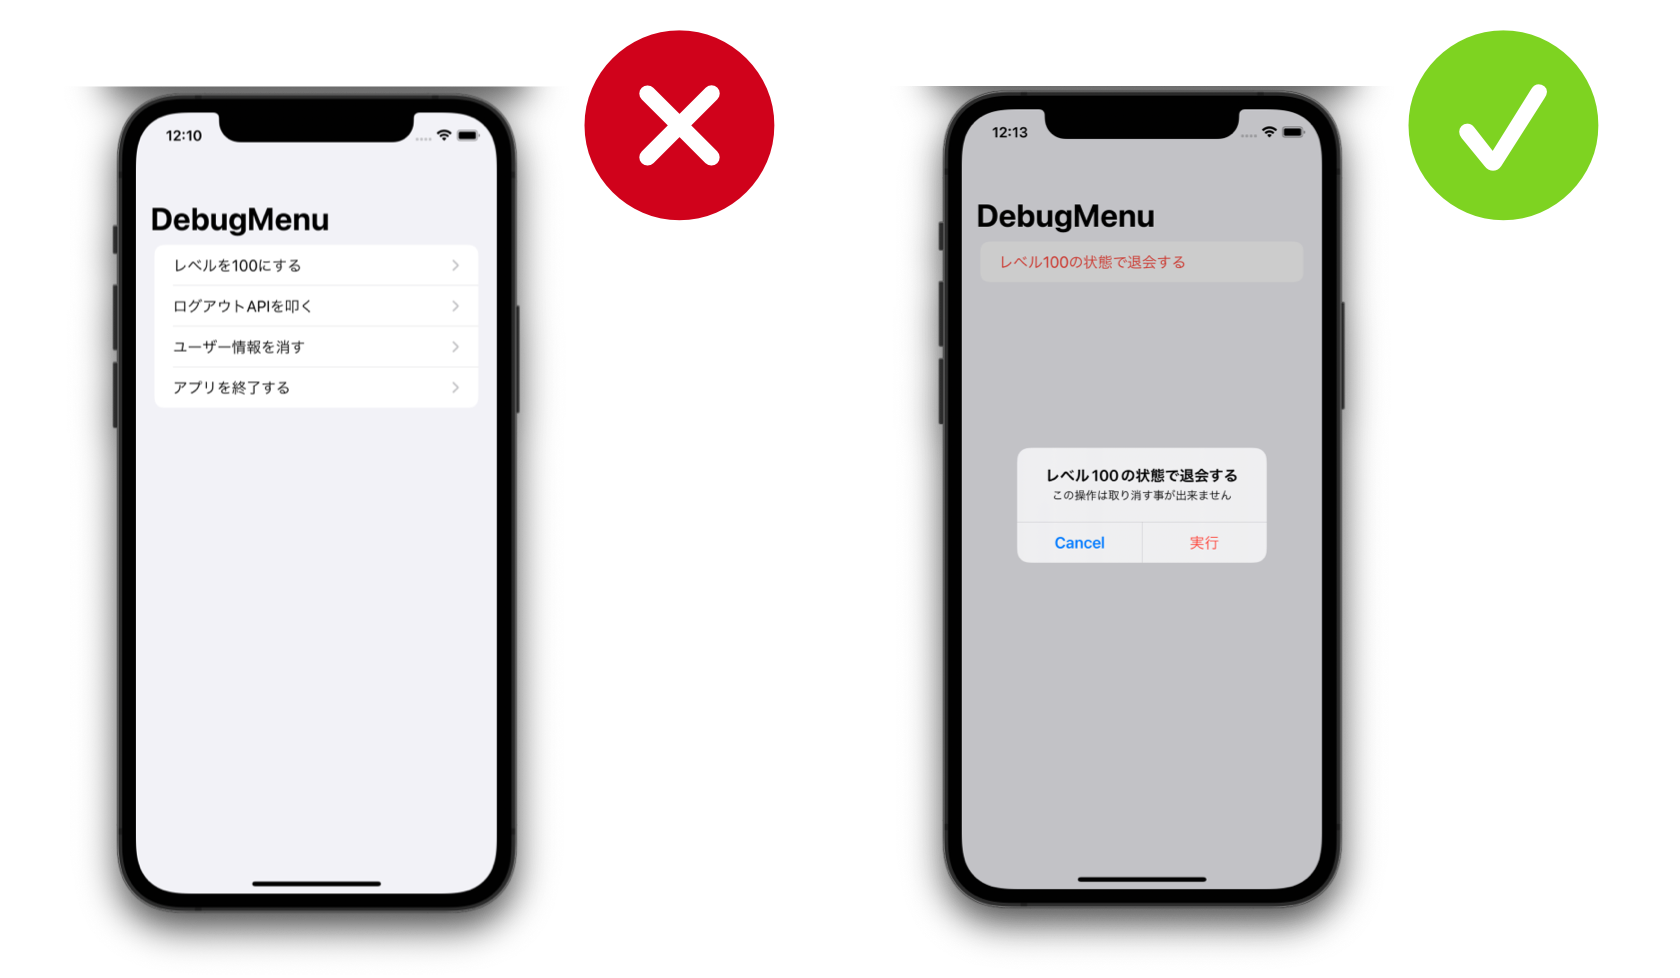 12:10
DebugMenu
レベルを100にする
ログアウトAPIを叩く
ユーザー情報を消す
アプリを終了する
12:13
DebugMenu
レベル100の状態で退会する
レベル100の状態で退会する
この操作は取り消す事が出来ません
Cancel
実行